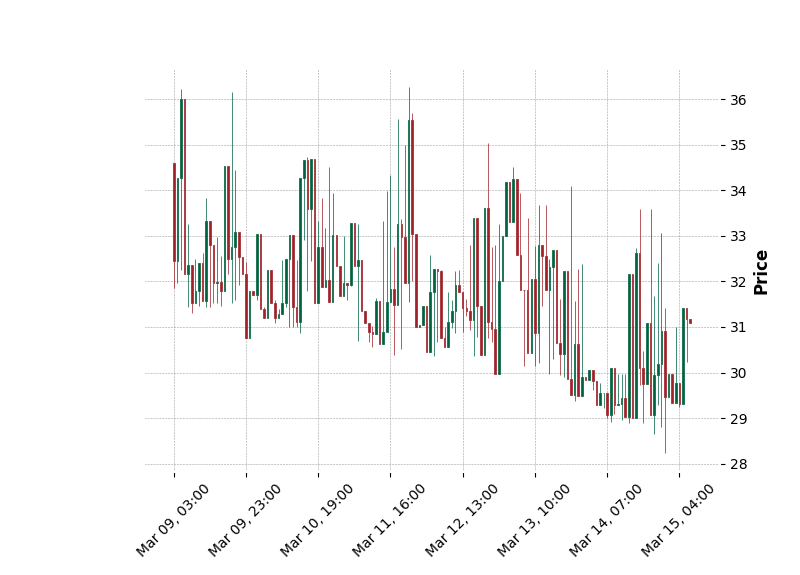 36
35
34
33
32
31
30
29
28
Price
Mar 09, 03:00
Mar 09, 23:00
Mar 10, 19:00
Mar 11, 16:00
Mar 12, 13:00
Mar 13, 10:00
Mar 14, 07:00
Mar 15, 04:00